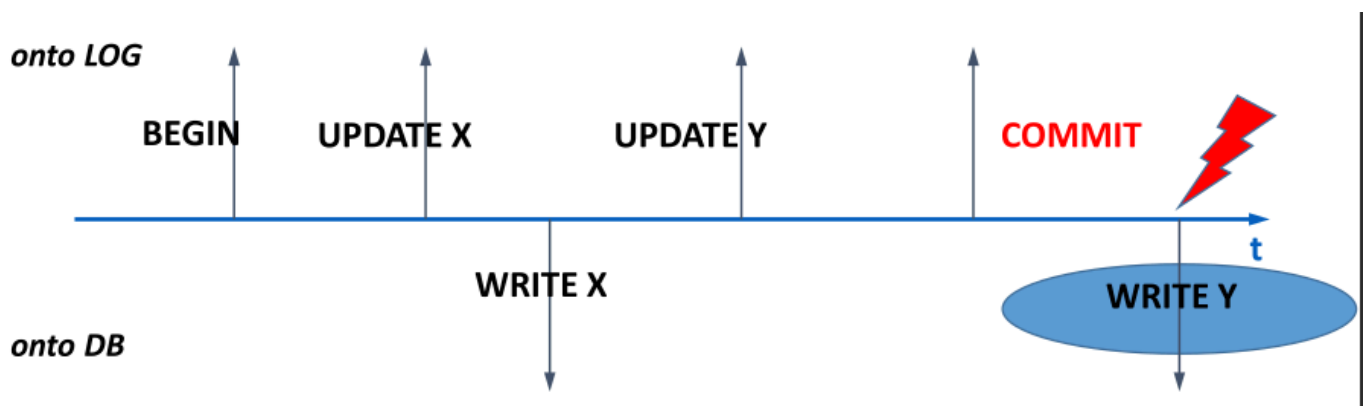 onto LOG
BEGIN
UPDATE X
UPDATE Y
COMMIT
t
WRITE X
WRITE Y
onto DB